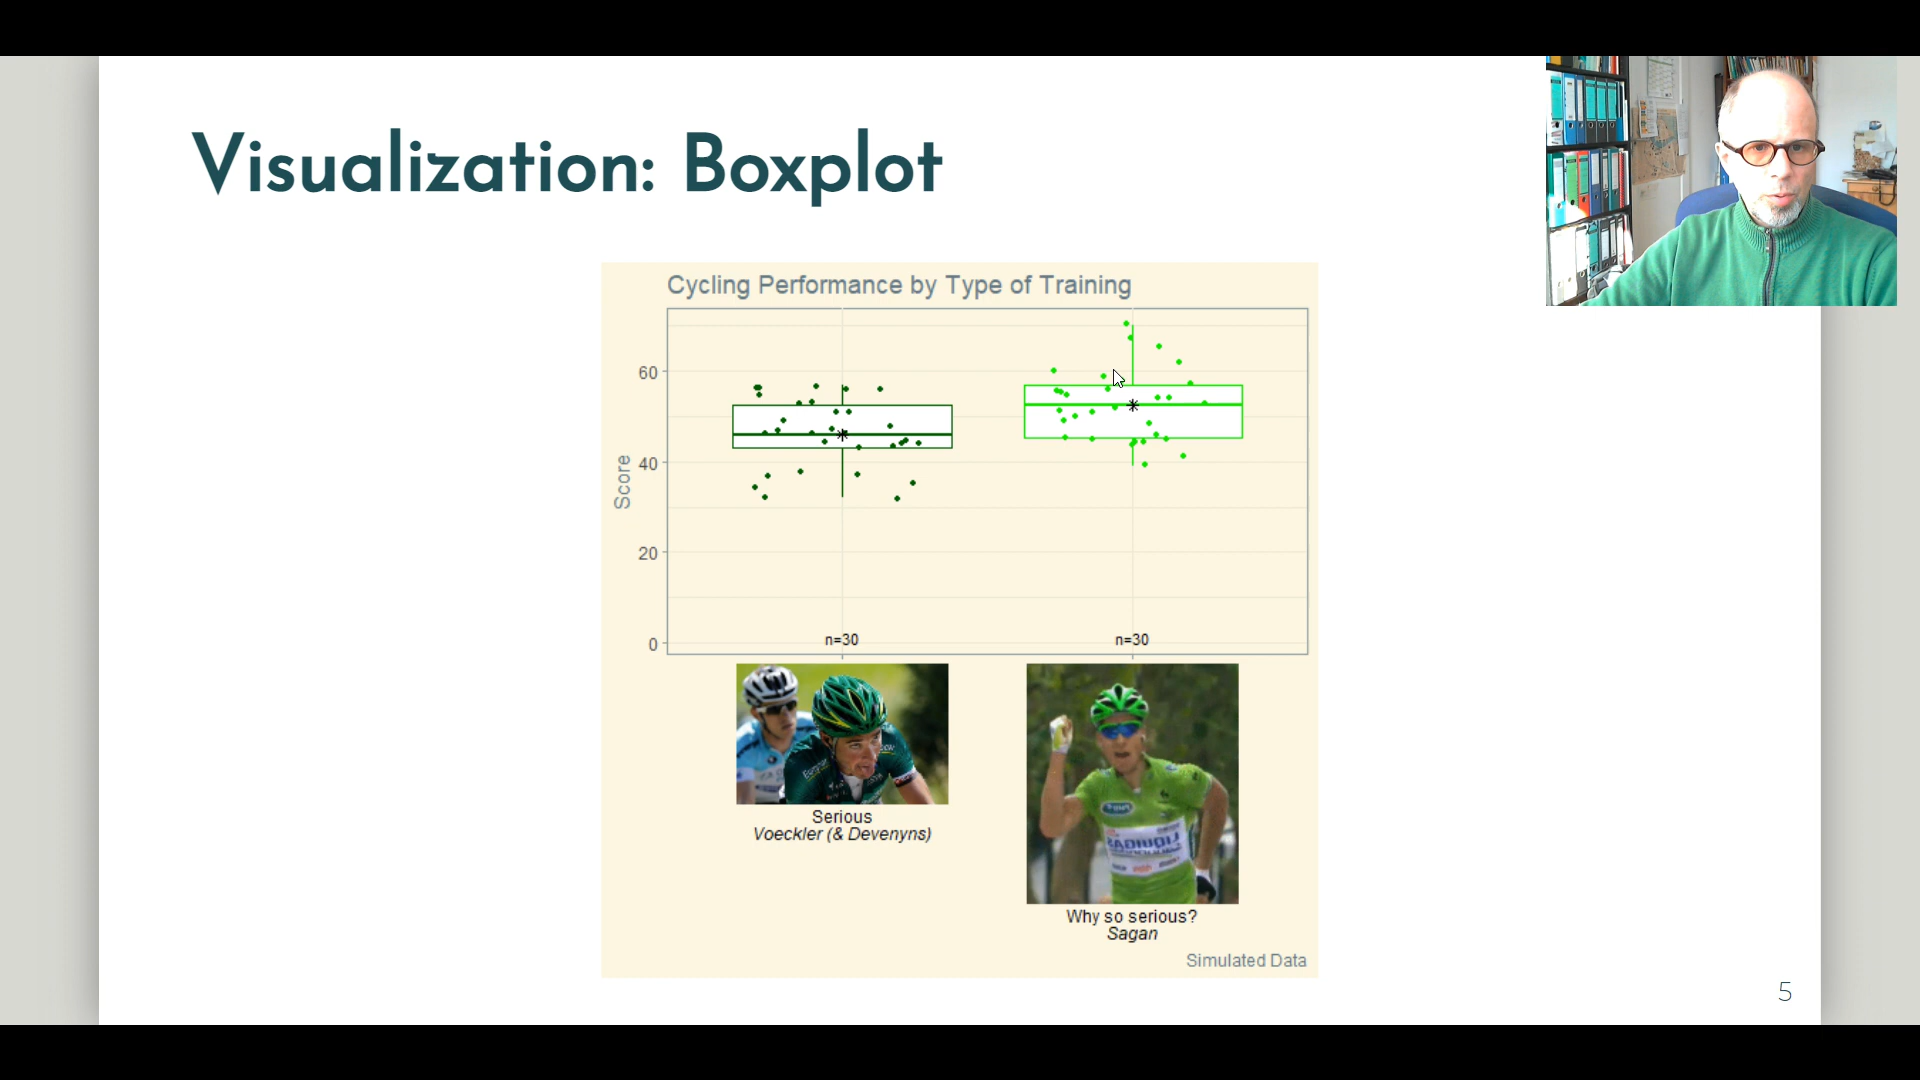 Visualization: Boxplot
Cycling Performance by Type of Training
Score
60
40
20
0
n=30
n=30
Serious
Voeckler (& Devenyns)
Why so serious?
Sagan
Simulated Data
5